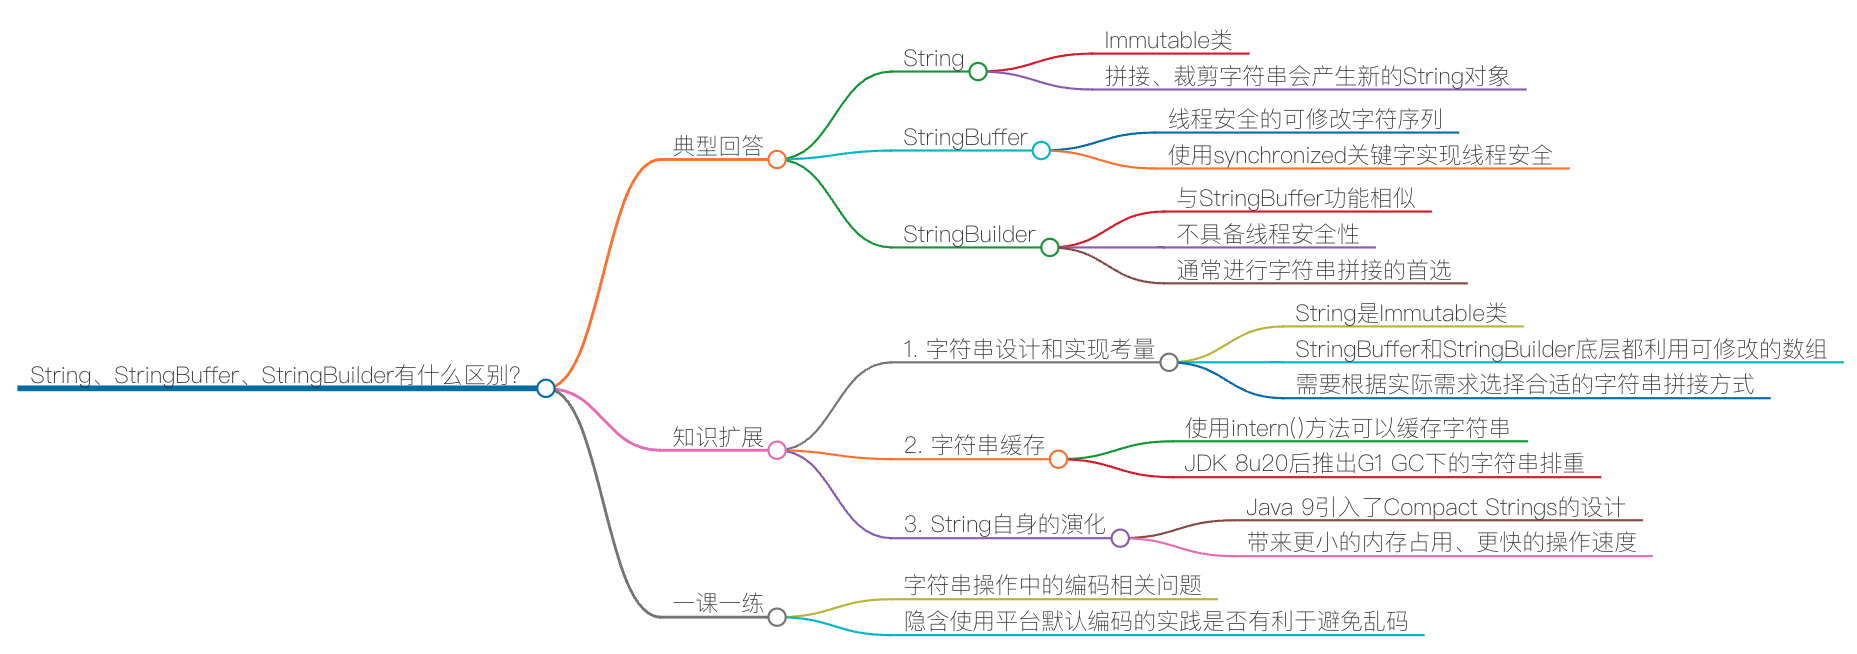 String、StringBuffer、StringBuilder有什么区别?
典型回答
String
Immutable类
拼接、裁剪字符串会产生新的String对象
StringBuffer
线程安全的可修改字符序列
使用synchronized关键字实现线程安全
StringBuilder
与StringBuffer功能相似
不具备线程安全性
通常进行字符串拼接的首选
知识扩展
1. 字符串设计和实现考量
String是Immutable类
StringBuffer和StringBuilder底层都利用可修改的数组
需要根据实际需求选择合适的字符串拼接方式
2. 字符串缓存
使用intern()方法可以缓存字符串
JDK 8u20后推出G1 GC下的字符串排重
3. String自身的演化
Java 9引入了Compact Strings的设计
带来更小的内存占用、更快的操作速度
一课一练
字符串操作中的编码相关问题
隐含使用平台默认编码的实践是否有利于避免乱码